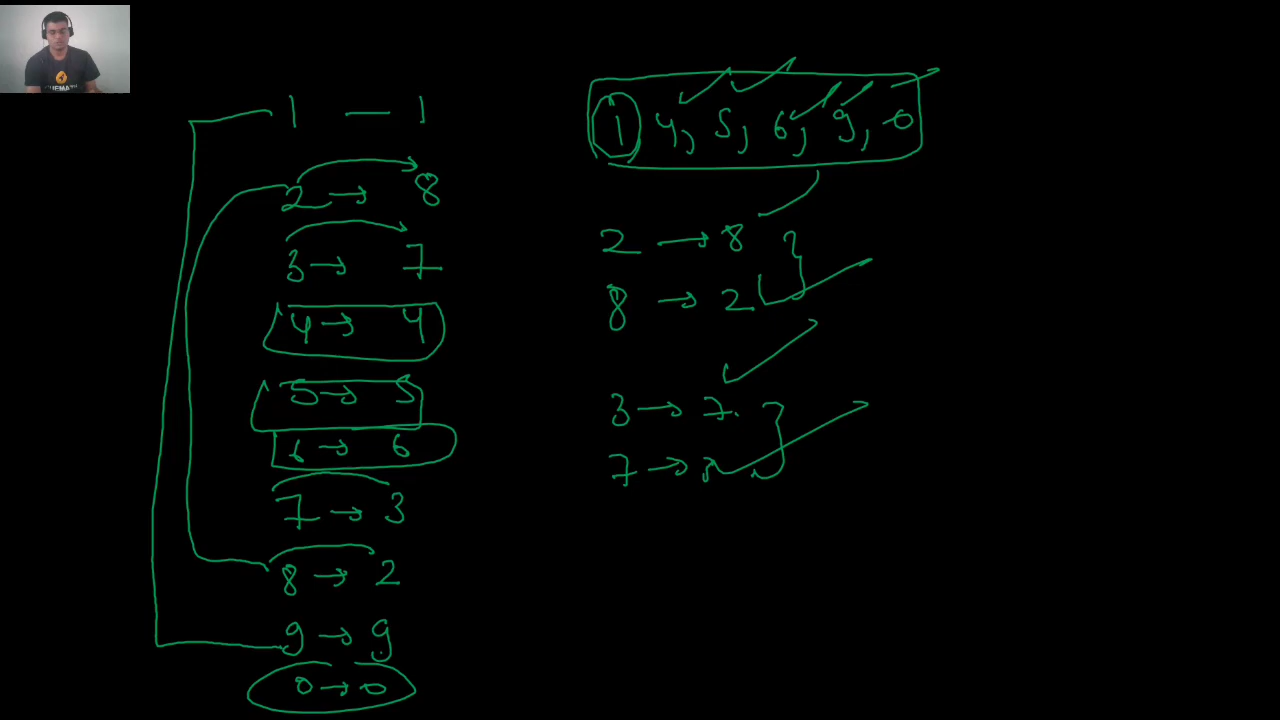 1 — 1
2 → 8
3 → 7
4 → 4
5 → 5
6 → 6
7 → 3
8 → 2
9 → 9
0 → 0
1 4, 5, 6, 9, 0
2 → 8
8 → 2
3 → 7
7 →